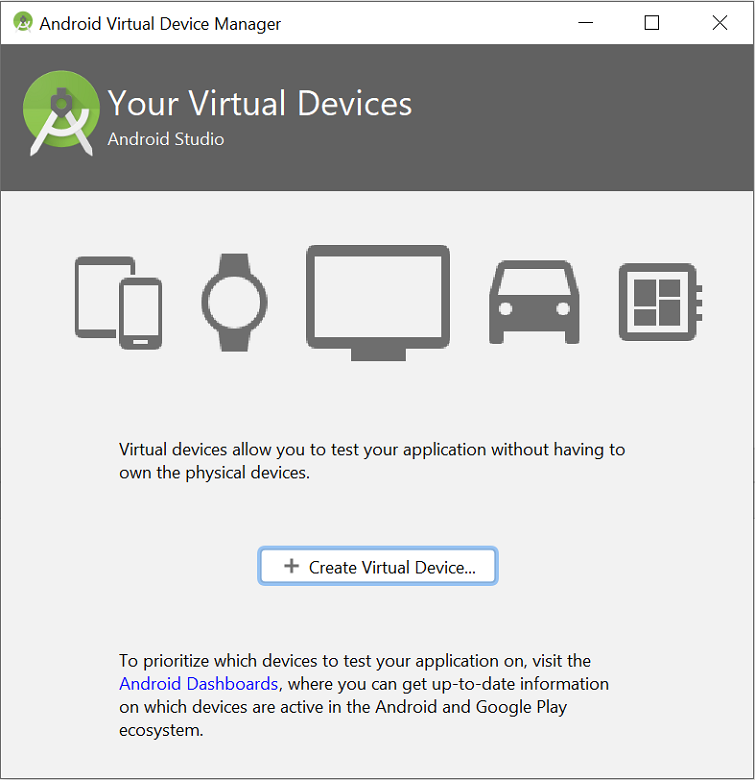 Android Virtual Device Manager
Your Virtual Devices
Android Studio
Virtual devices allow you to test your application without having to
own the physical devices.
Create Virtual Device...
To prioritize which devices to test your application on, visit the
Android Dashboards, where you can get up-to-date information
on which devices are active in the Android and Google Play
ecosystem.